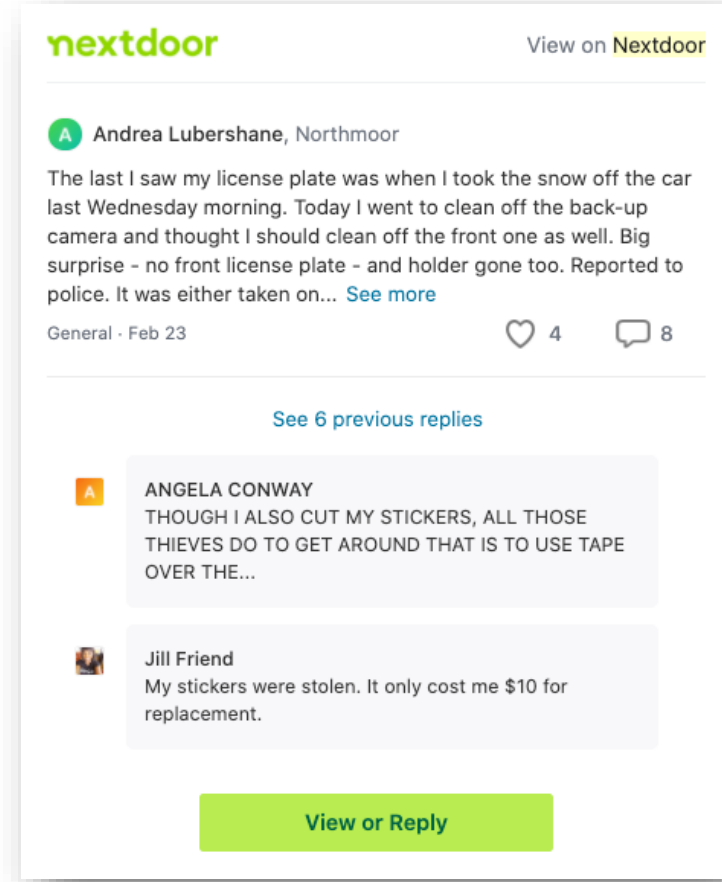 nextdoor
View on Nextdoor
A
Andrea Lubershane, Northmoor
The last I saw my license plate was when I took the snow off the car
last Wednesday morning. Today I went to clean off the back-up
camera and thought I should clean off the front one as well. Big
surprise - no front license plate - and holder gone too. Reported to
police. It was either taken on... See more
General · Feb 23
4
8
See 6 previous replies
A
ANGELA CONWAY
THOUGH I ALSO CUT MY STICKERS, ALL THOSE
THIEVES DO TO GET AROUND THAT IS TO USE TAPE
OVER THE...
Jill Friend
My stickers were stolen. It only cost me $10 for
replacement.
View or Reply